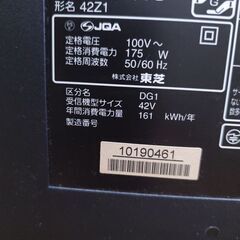 形名 42Z1
JQA
定格電圧 100V～
定格消費電力 175 W
定格周波数 50/60 Hz
株式会社 東芝
区分名 DG1
受信機型サイズ 42V
年間消費電力量 161 kWh/年
製造番号
10190461